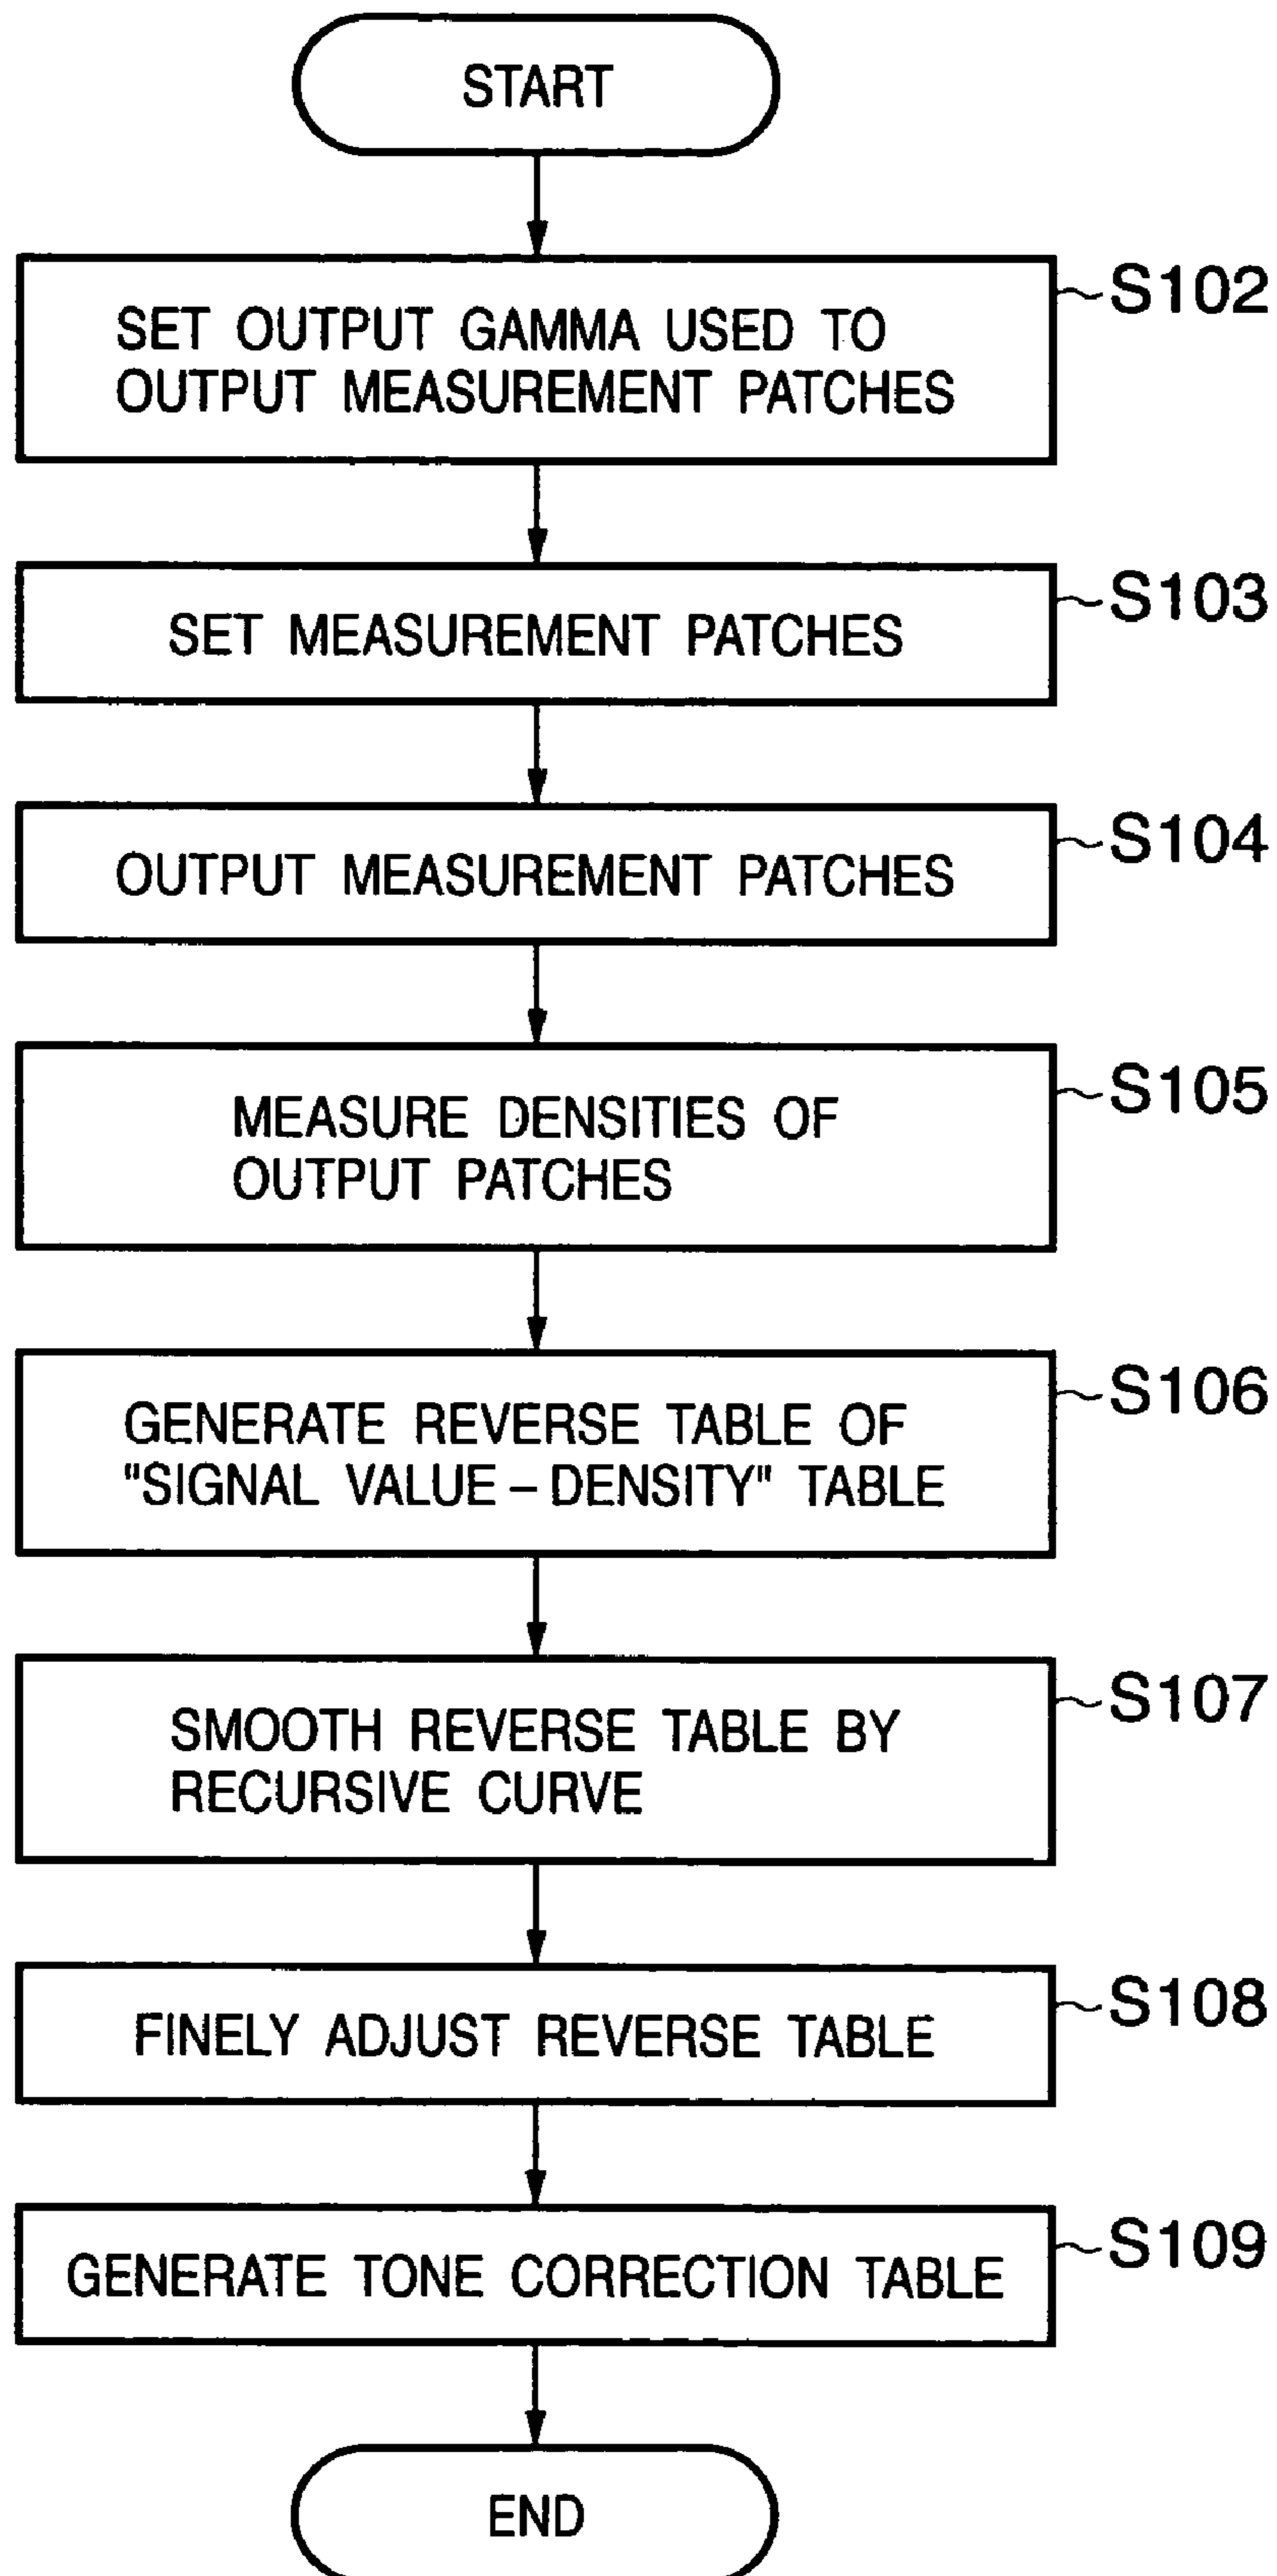 START
SET OUTPUT GAMMA USED TO
OUTPUT MEASUREMENT PATCHES
S102
SET MEASUREMENT PATCHES
S103
OUTPUT MEASUREMENT PATCHES
S104
MEASURE DENSITIES OF
OUTPUT PATCHES
S105
GENERATE REVERSE TABLE OF
"SIGNAL VALUE – DENSITY" TABLE
S106
SMOOTH REVERSE TABLE BY
RECURSIVE CURVE
S107
FINELY ADJUST REVERSE TABLE
S108
GENERATE TONE CORRECTION TABLE
S109
END